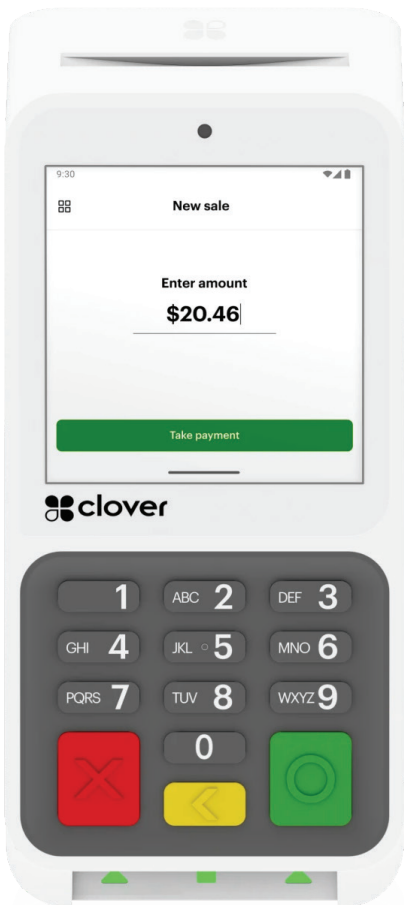 9:30
New sale
Enter amount
$20.46
Take payment
clover
1 ABC 2 DEF 3
GHI 4 JKL 5 MNO 6
PQRS 7 TUV 8 WXYZ 9
0